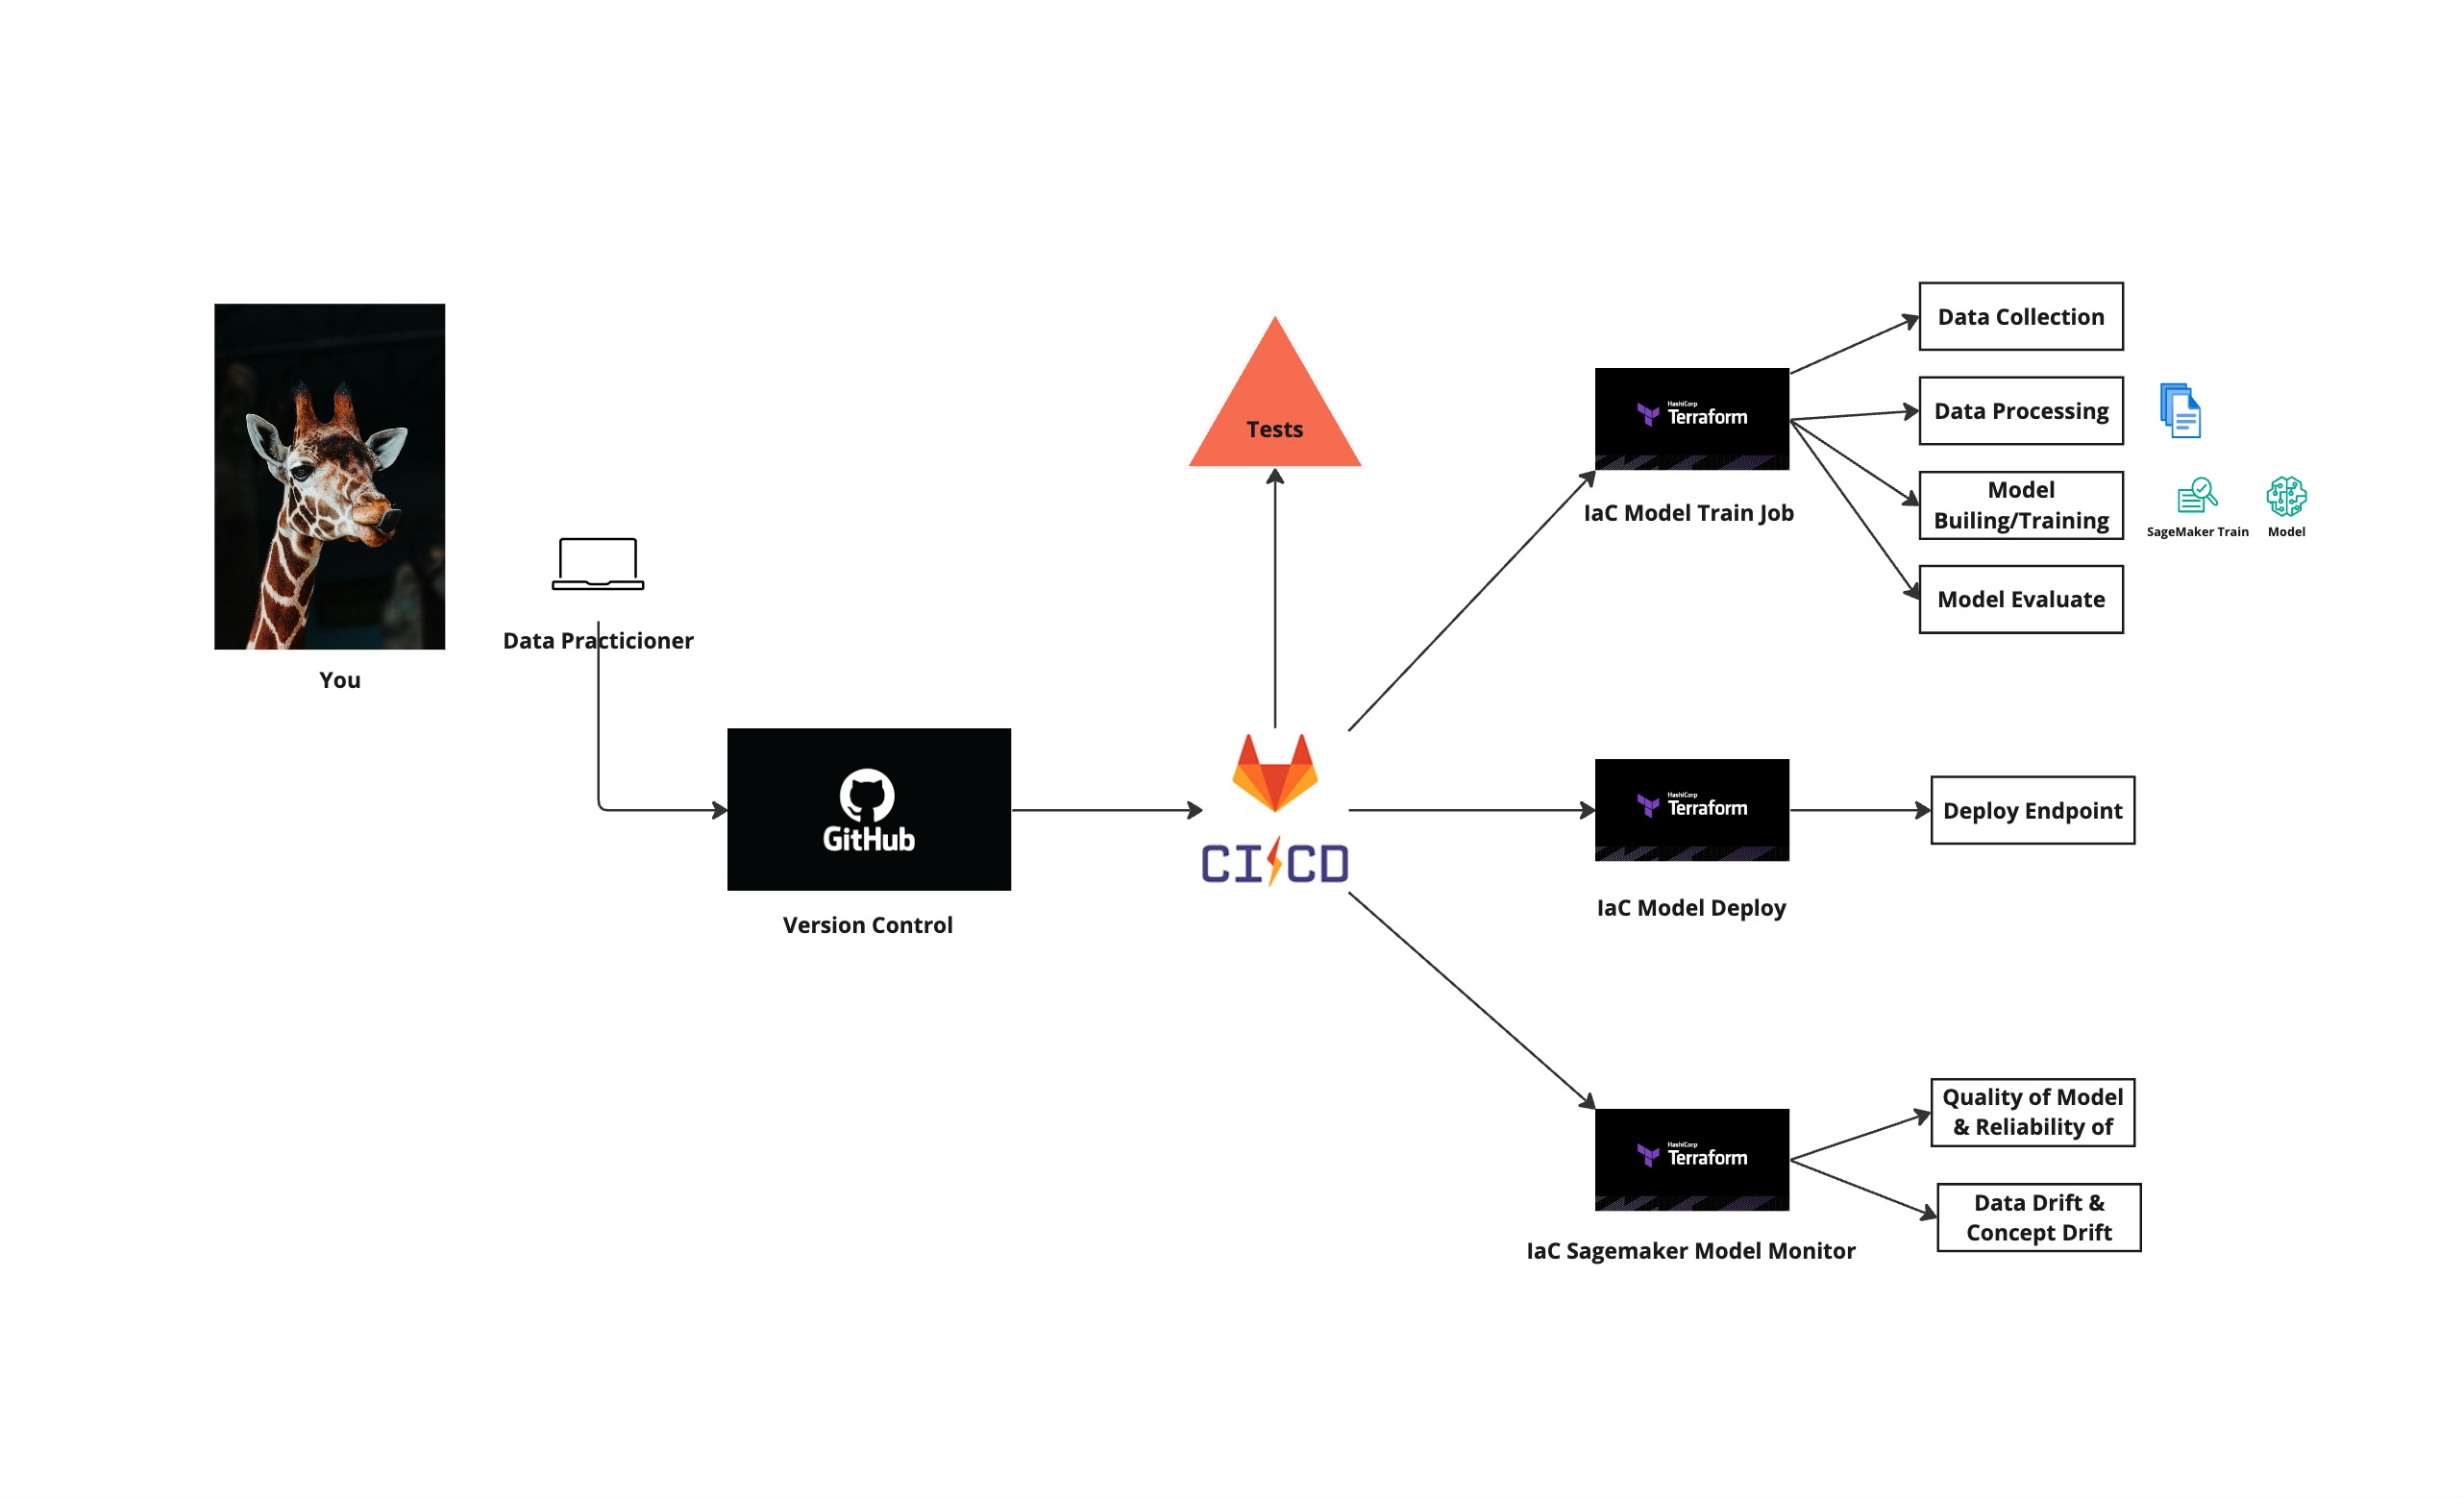 You
Data Practicioner
GitHub
Version Control
Tests
CI/CD
HashiCorp
Terraform
IaC Model Train Job
Data Collection
Data Processing
Model
Builing/Training
SageMaker Train
Model
Model Evaluate
HashiCorp
Terraform
IaC Model Deploy
Deploy Endpoint
HashiCorp
Terraform
IaC Sagemaker Model Monitor
Quality of Model
& Reliability of
Data Drift &
Concept Drift